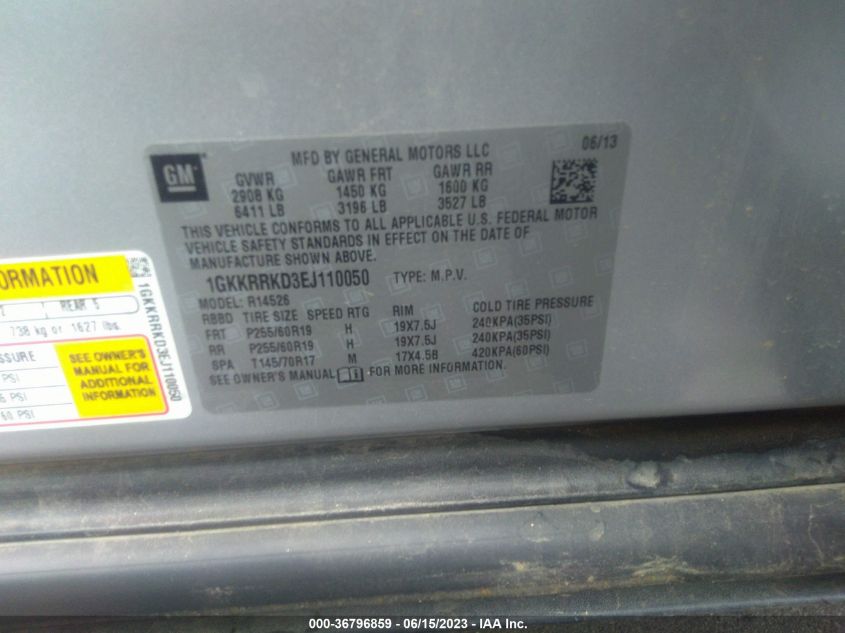 GM
MFD BY GENERAL MOTORS LLC
06/13
GVWR GAWR FRT GAWR RR
2908 KG 1450 KG 1600 KG
6411 LB 3196 LB 3527 LB
THIS VEHICLE CONFORMS TO ALL APPLICABLE U.S. FEDERAL MOTOR
VEHICLE SAFETY STANDARDS IN EFFECT ON THE DATE OF
MANUFACTURE SHOWN ABOVE.
1GKKRRKD3EJ110050 TYPE: M.P.V.
MODEL: R14526
RBBD TIRE SIZE SPEED RTG RIM COLD TIRE PRESSURE
FRT P255/60R19 H 19X7.5J 240KPA(35PSI)
RR P255/60R19 H 19X7.5J 240KPA(35PSI)
SPA T145/70R17 M 17X4.5B 420KPA(60PSI)
SEE OWNER'S MANUAL FOR MORE INFORMATION.
ORMATION
REAR 5
738 kg or 1627 lbs.
SSURE
PSI
PSI
60 PSI
SEE OWNER'S
MANUAL FOR
ADDITIONAL
INFORMATION
1GKKRRKD3EJ110050
000-36796859 - 06/15/2023 - IAA Inc.